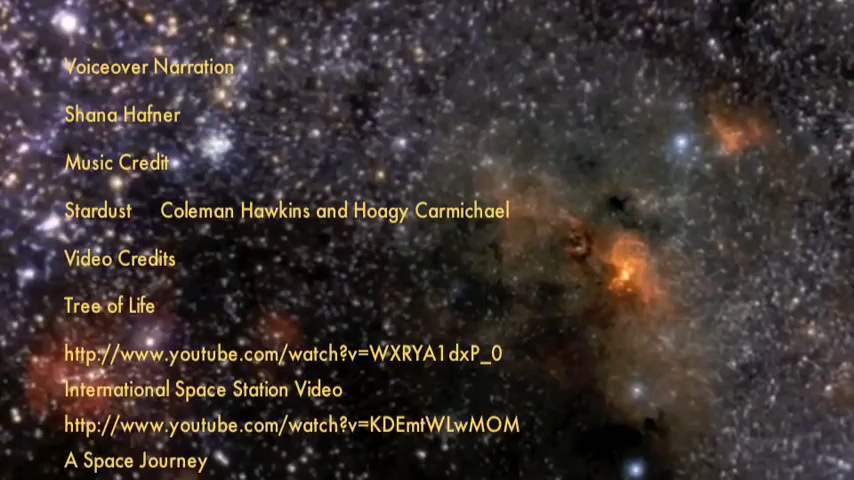 Voiceover Narration
Shana Hafner
Music Credit
Stardust Coleman Hawkins and Hoagy Carmichael
Video Credits
Tree of Life
http://www.youtube.com/watch?v=WXRYA1dxP_0
International Space Station Video
http://www.youtube.com/watch?v=KDEmtWLwMOM
A Space Journey